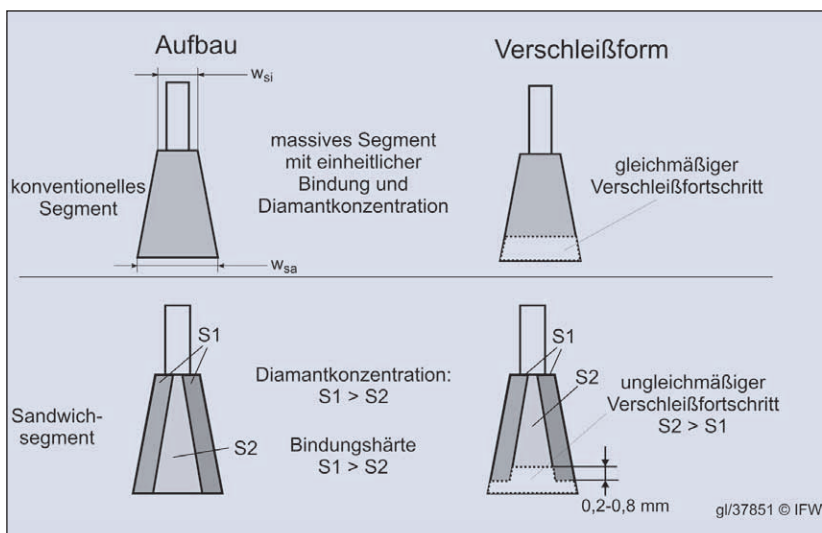 Aufbau
Verschleißform
wsi
konventionelles
Segment
massives Segment
mit einheitlicher
Bindung und
Diamantkonzentration
gleichmäßiger
Verschleißfortschritt
wsa
S1
S1
Sandwich-
segment
S2
Diamantkonzentration:
S1 > S2
Bindungshärte
S1 > S2
S2
ungleichmäßiger
Verschleißfortschritt
S2 > S1
0,2-0,8 mm
gl/37851 © IFW